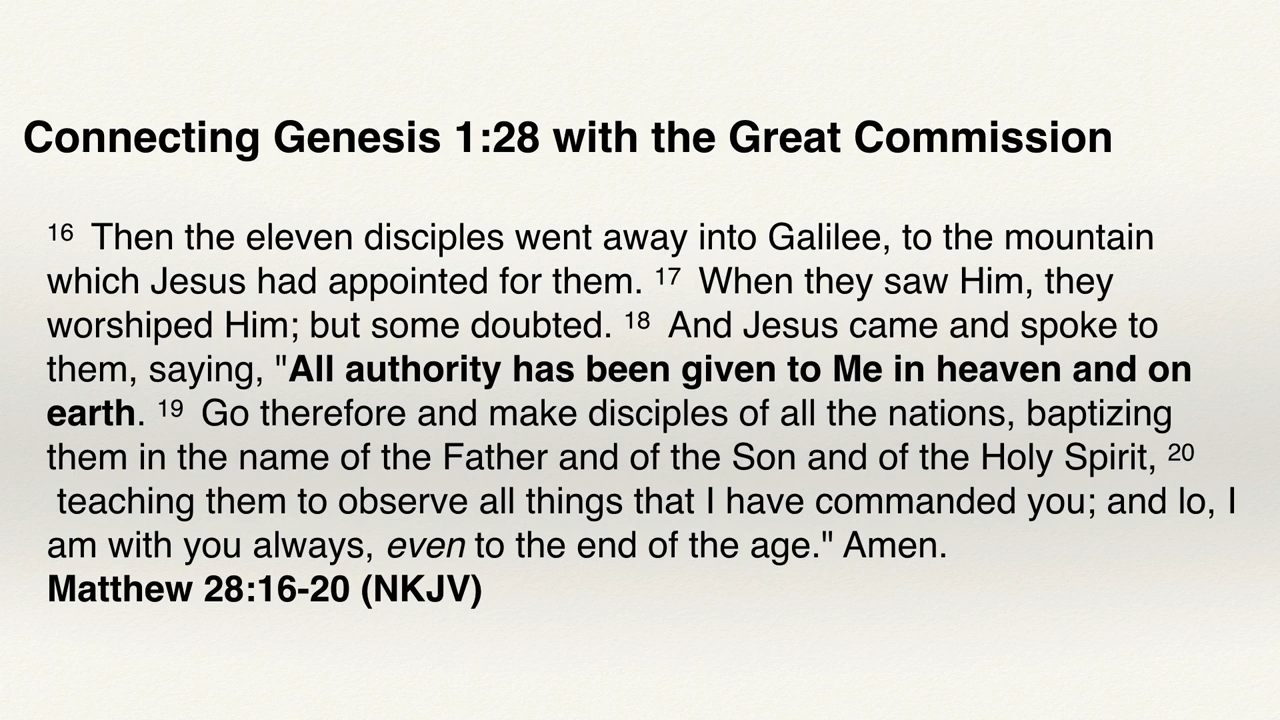 Connecting Genesis 1:28 with the Great Commission
16 Then the eleven disciples went away into Galilee, to the mountain
which Jesus had appointed for them. 17 When they saw Him, they
worshiped Him; but some doubted. 18 And Jesus came and spoke to
them, saying, "All authority has been given to Me in heaven and on
earth. 19 Go therefore and make disciples of all the nations, baptizing
them in the name of the Father and of the Son and of the Holy Spirit, 20
teaching them to observe all things that I have commanded you; and lo, I
am with you always, even to the end of the age." Amen.
Matthew 28:16-20 (NKJV)